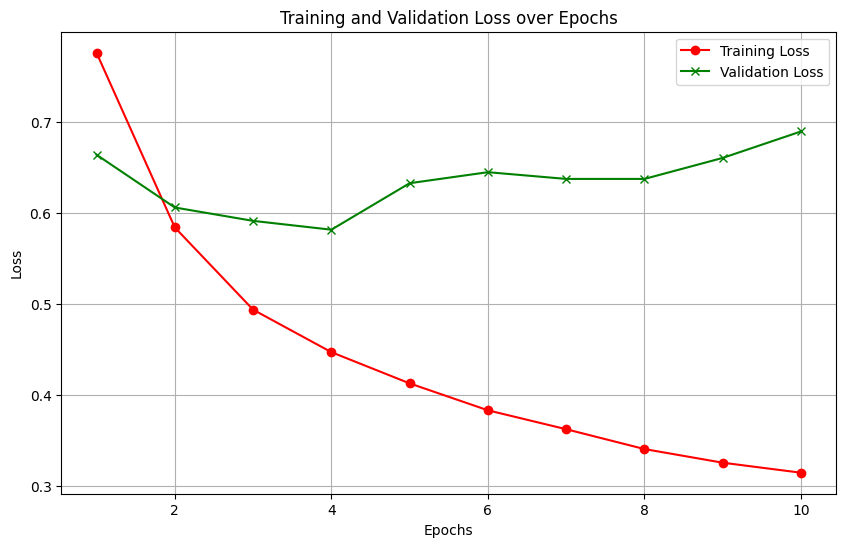 Training and Validation Loss over Epochs
Training Loss
Validation Loss
Loss
0.7
0.6
0.5
0.4
0.3
2 4 6 8 10
Epochs